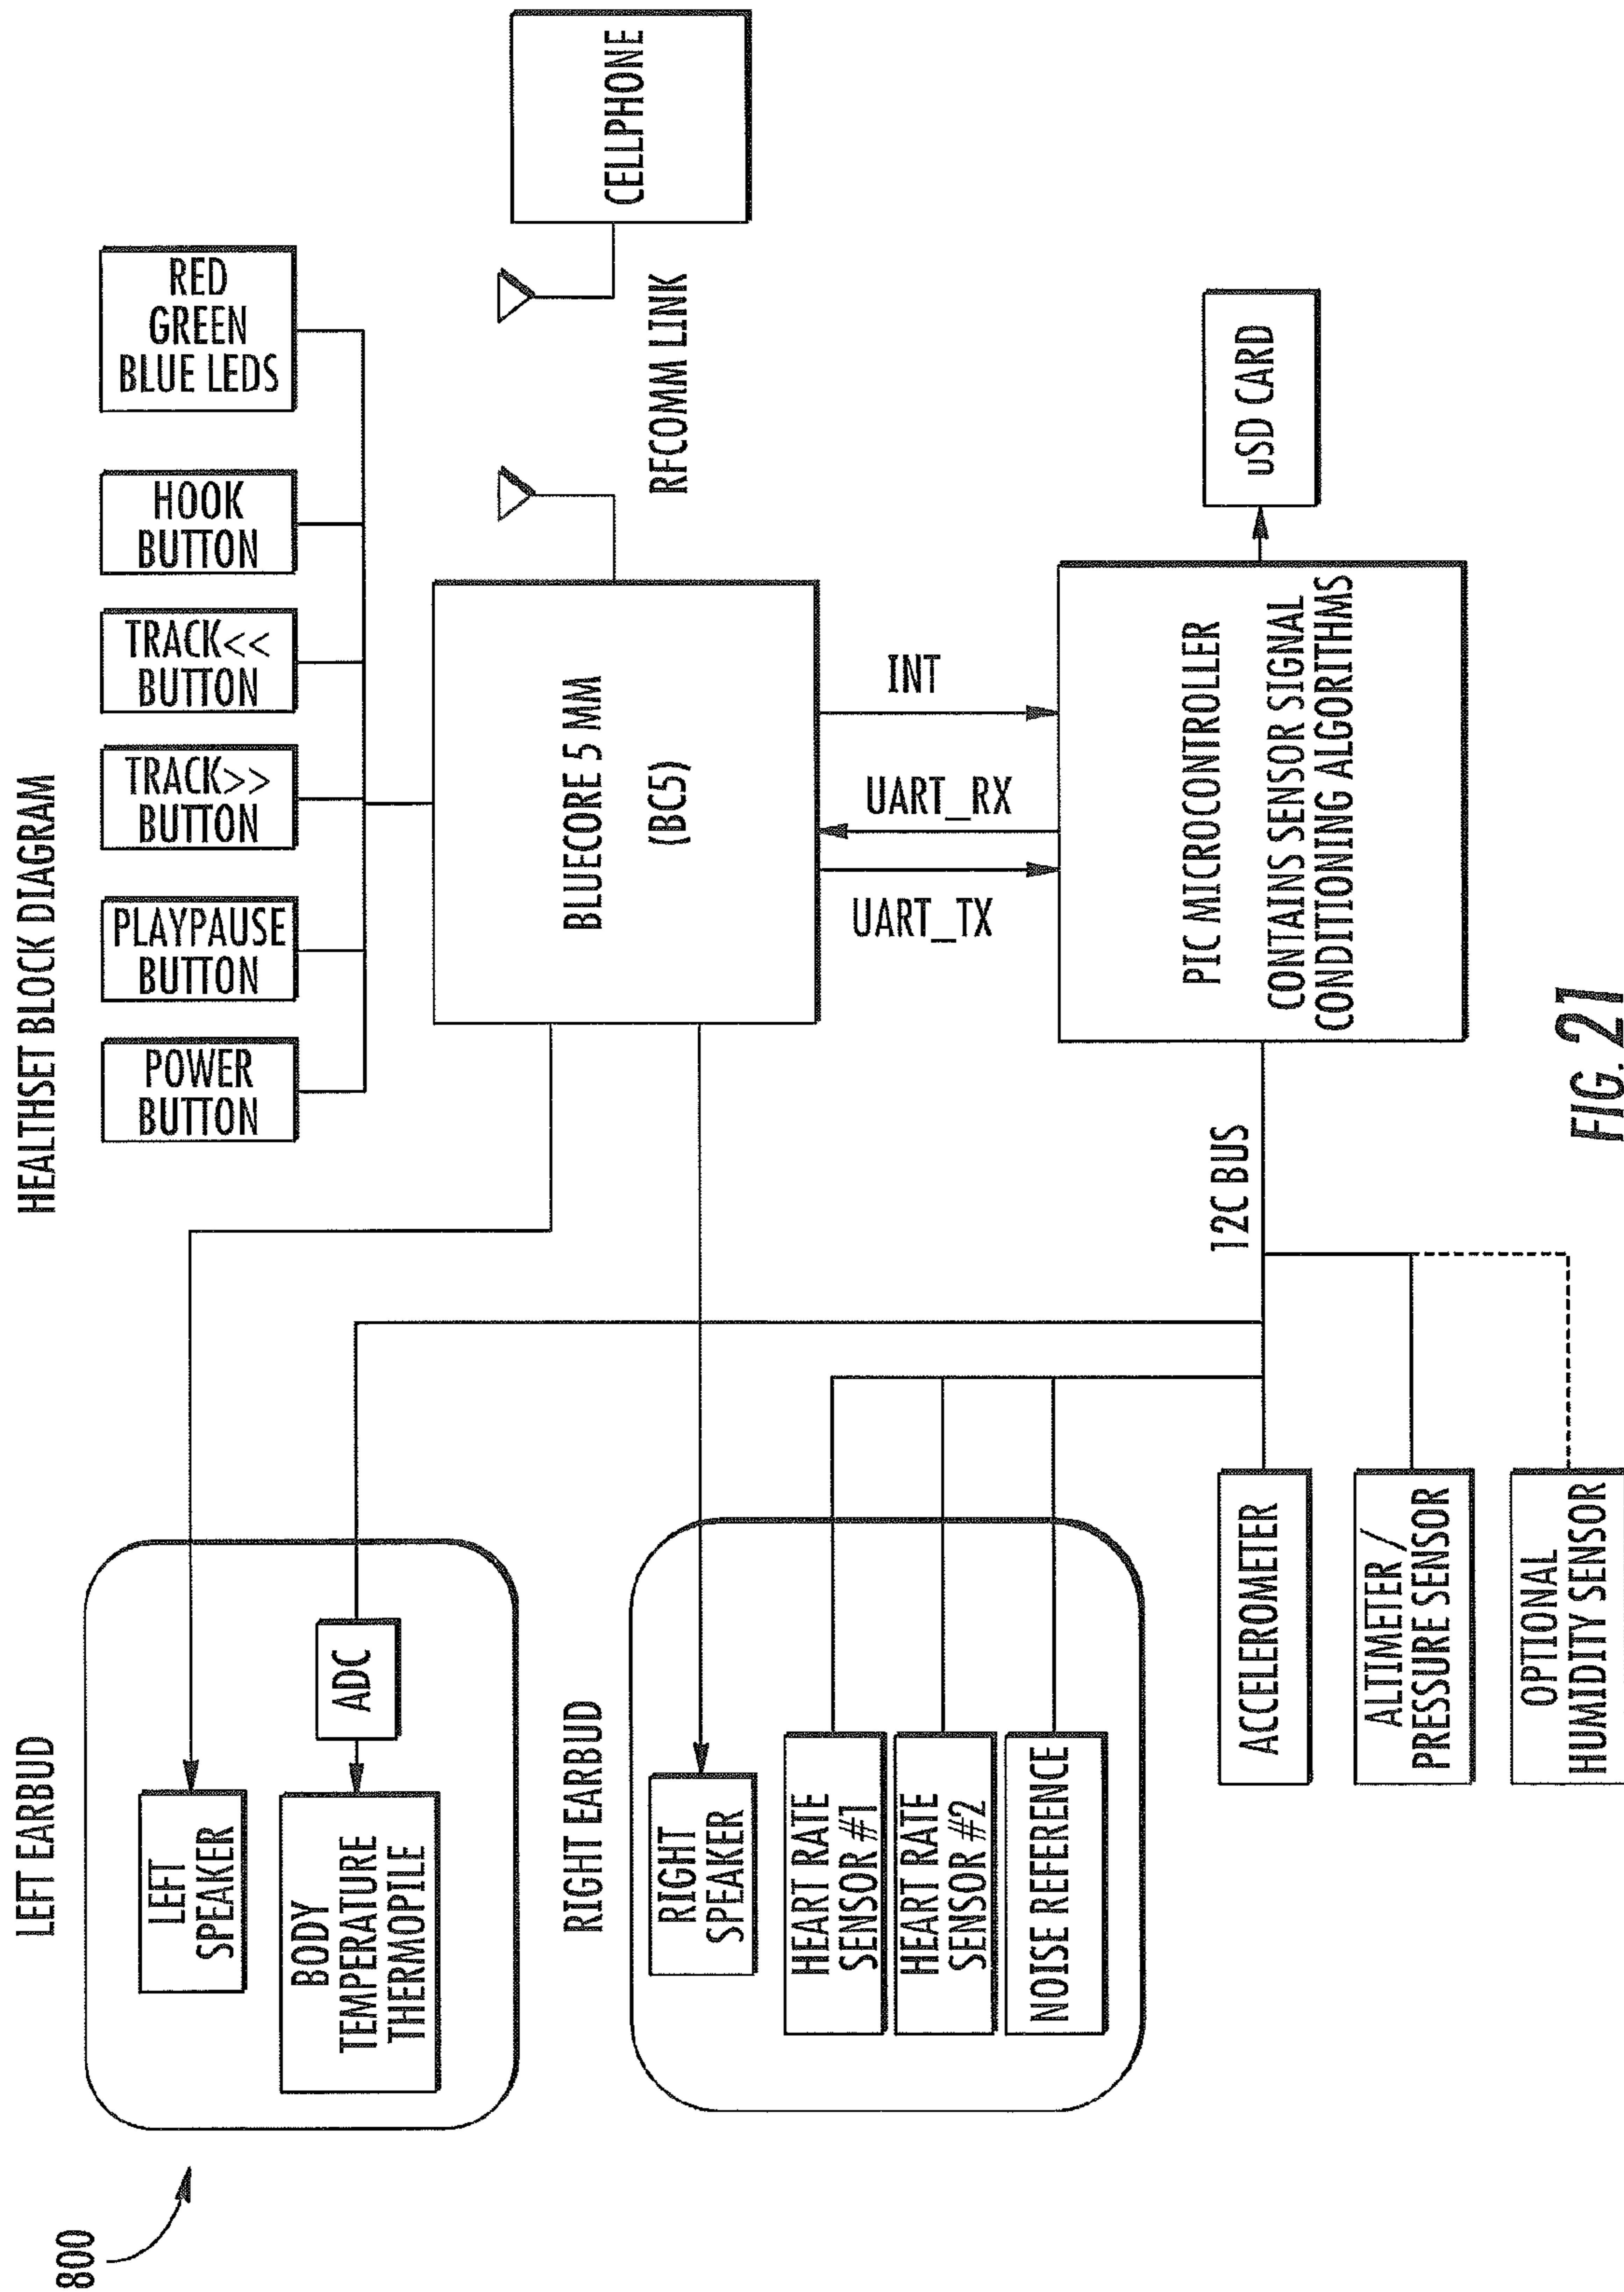 HEALTHSET BLOCK DIAGRAM
800
LEFT EARBUD
LEFT
SPEAKER
BODY
TEMPERATURE
THERMOPILE
ADC
RIGHT EARBUD
RIGHT
SPEAKER
HEART RATE
SENSOR #1
HEART RATE
SENSOR #2
NOISE REFERENCE
ACCELEROMETER
ALTIMETER /
PRESSURE SENSOR
OPTIONAL
HUMIDITY SENSOR
12C BUS
POWER
BUTTON
PLAYPAUSE
BUTTON
TRACK>>
BUTTON
TRACK<<
BUTTON
HOOK
BUTTON
RED
GREEN
BLUE LEDS
BLUECORE 5 MM
(BC5)
UART_TX
UART_RX
INT
PIC MICROCONTROLLER
CONTAINS SENSOR SIGNAL
CONDITIONING ALGORITHMS
RFCOMM LINK
CELLPHONE
uSD CARD
FIG. 21